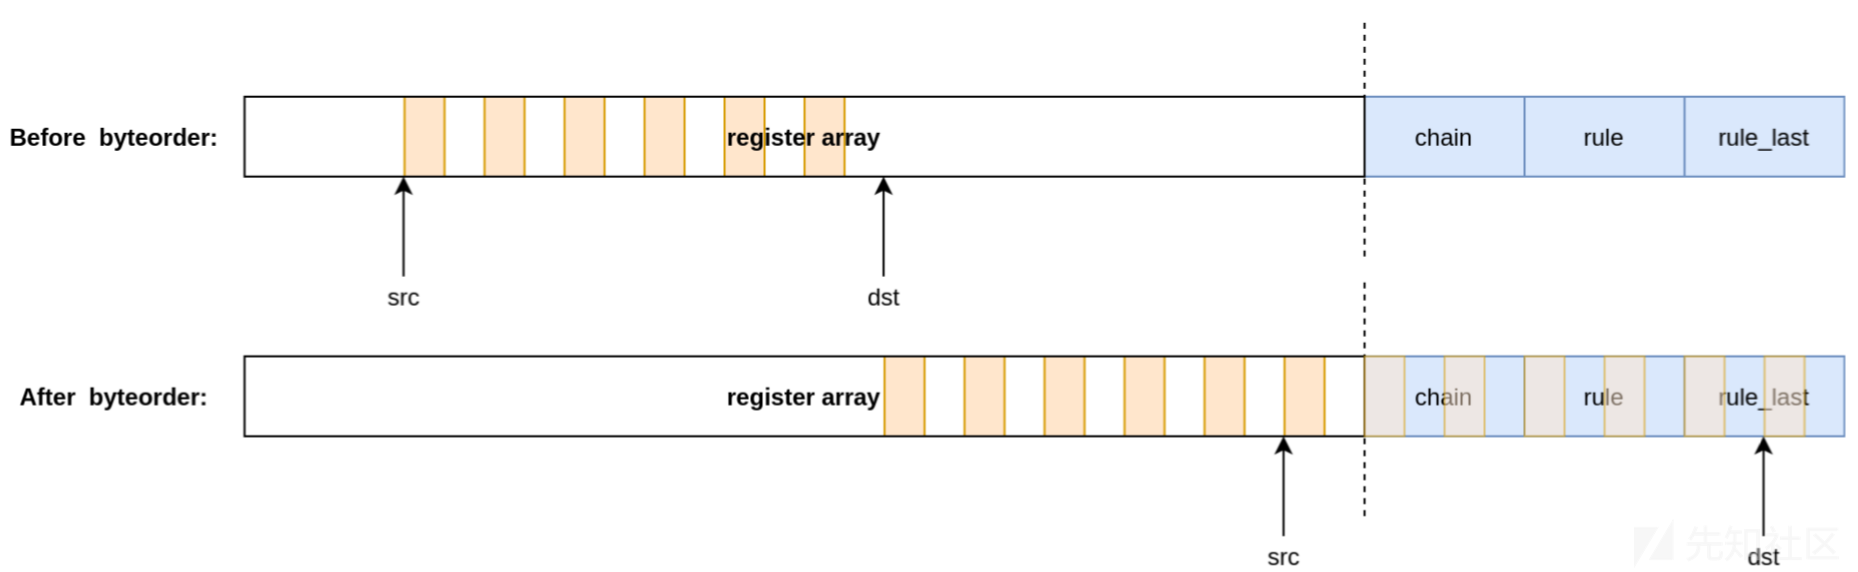 Before byteorder:
register array
chain
rule
rule_last
src
dst
After byteorder:
register array
chain
rule
rule_last
src
dst
先知社区